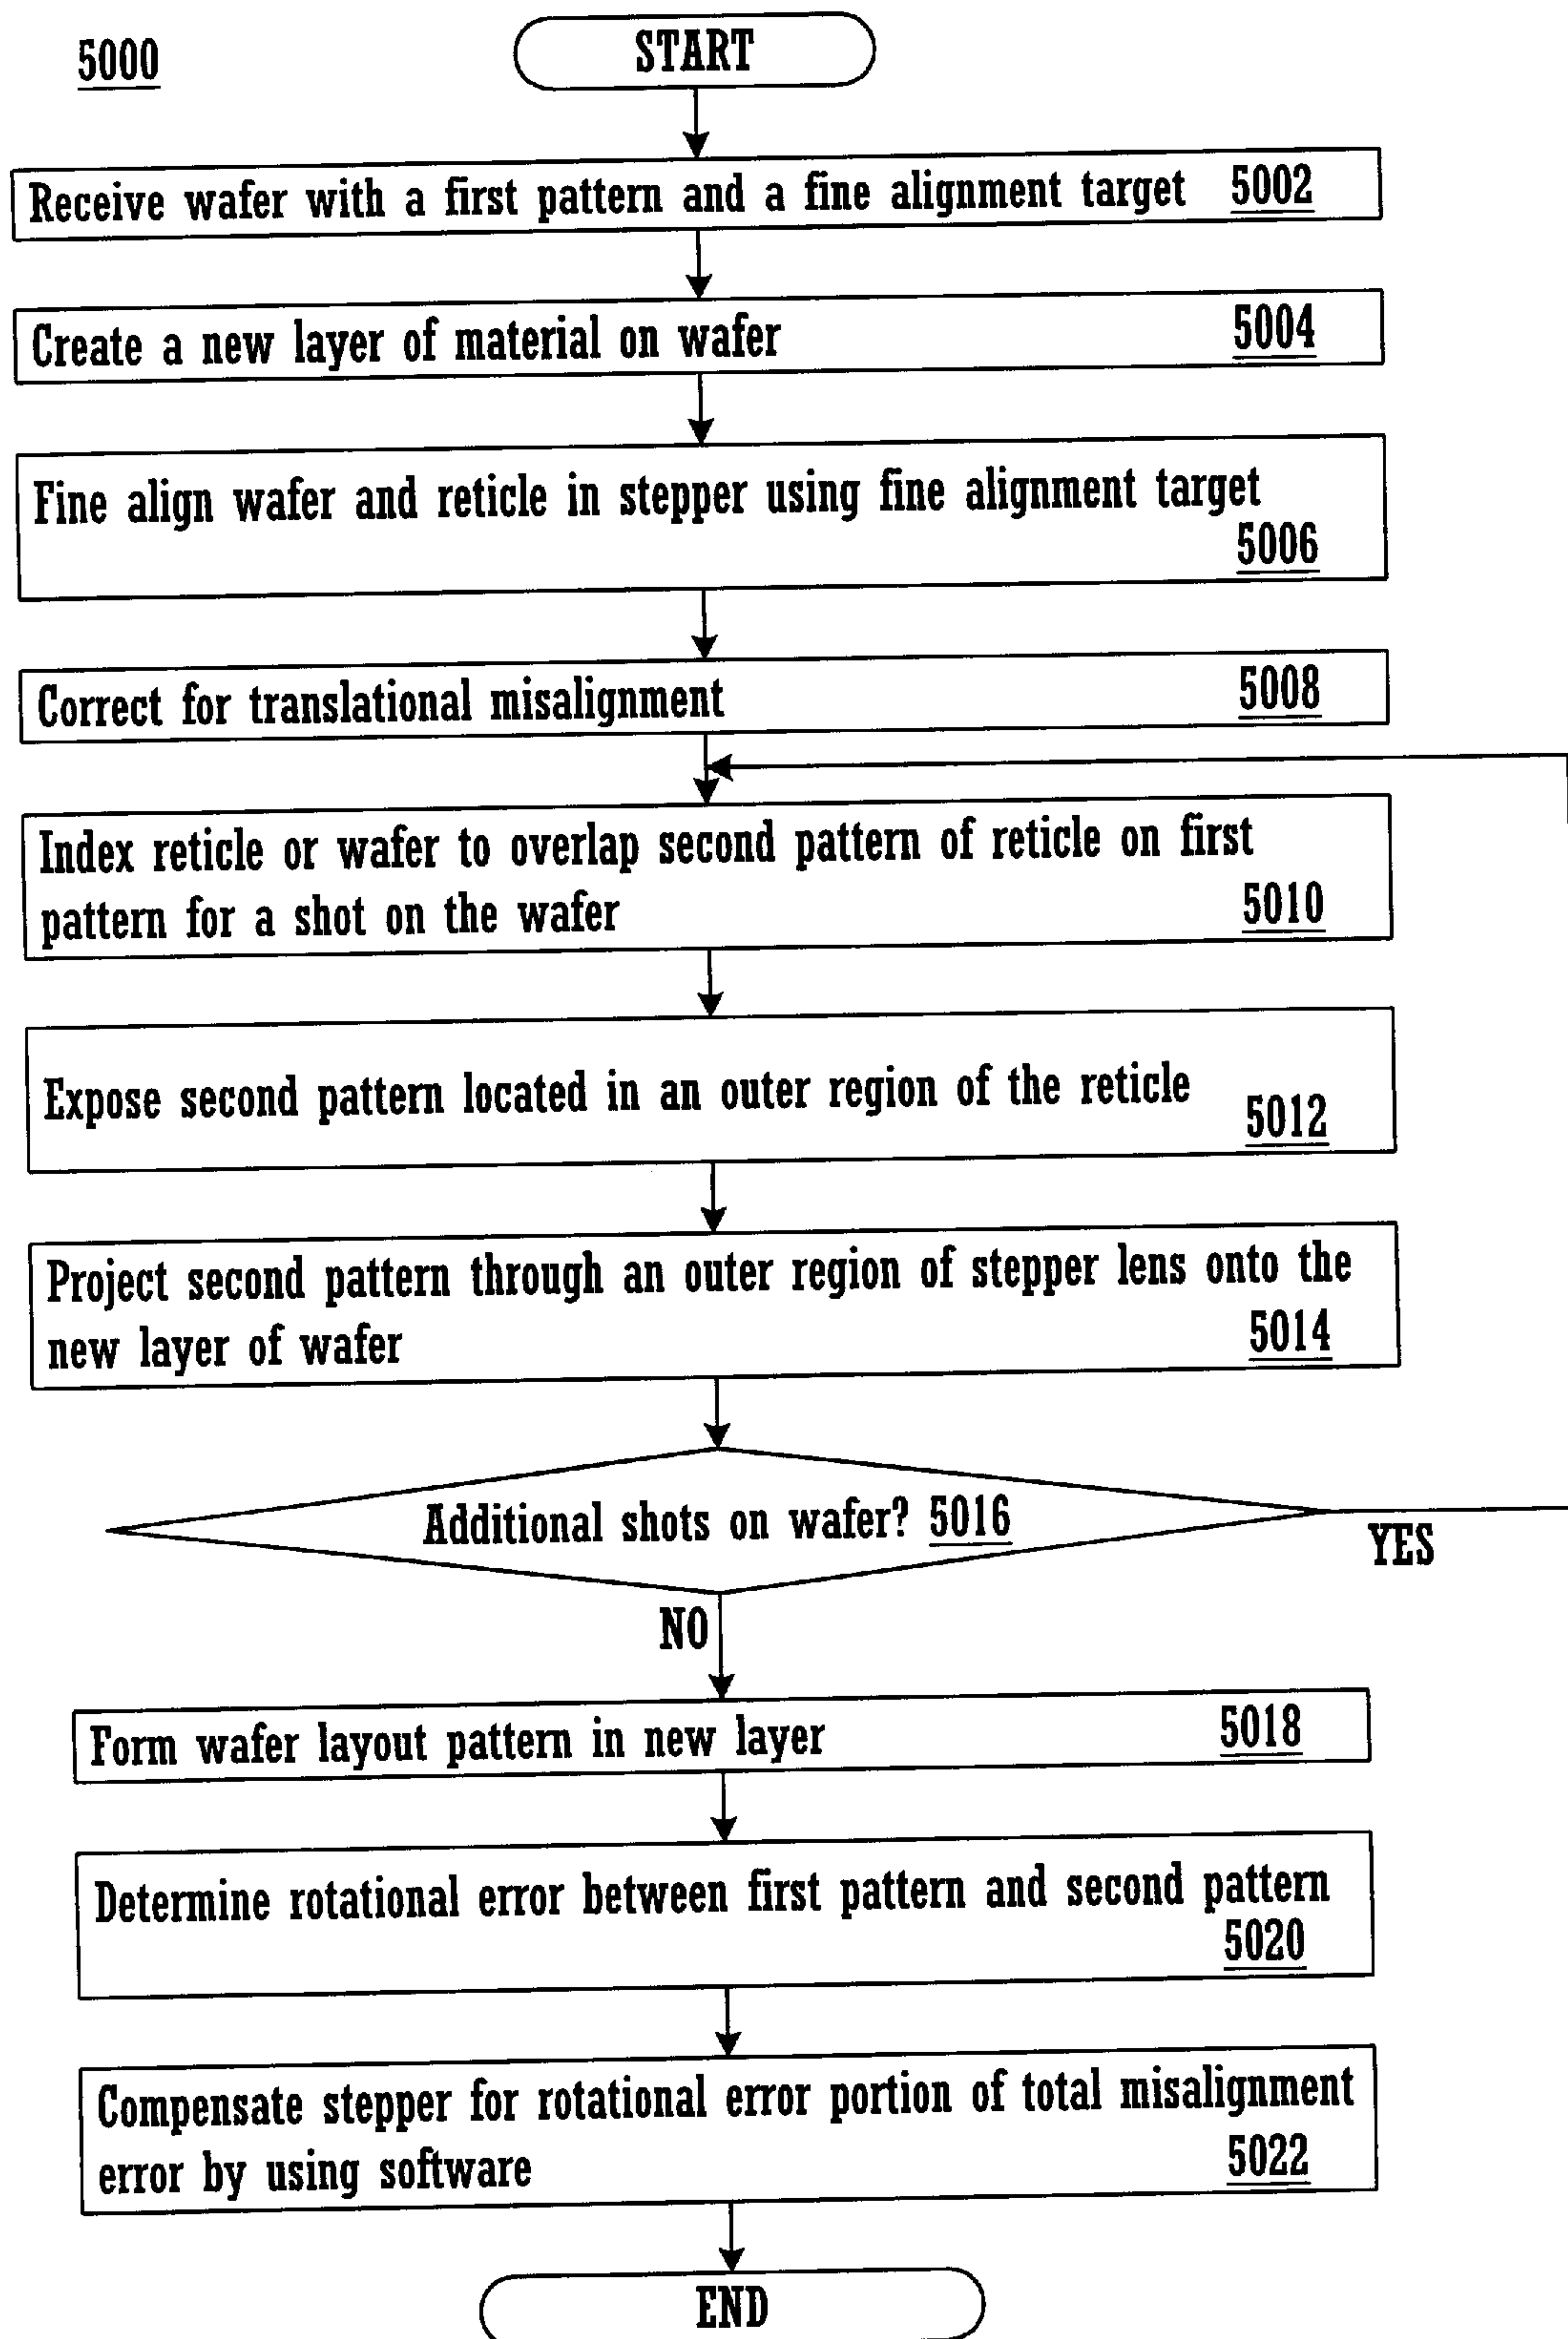 5000
START
Receive wafer with a first pattern and a fine alignment target 5002
Create a new layer of material on wafer 5004
Fine align wafer and reticle in stepper using fine alignment target
5006
Correct for translational misalignment 5008
Index reticle or wafer to overlap second pattern of reticle on first
pattern for a shot on the wafer 5010
Expose second pattern located in an outer region of the reticle
5012
Project second pattern through an outer region of stepper lens onto the
new layer of wafer 5014
Additional shots on wafer? 5016
YES
NO
Form wafer layout pattern in new layer 5018
Determine rotational error between first pattern and second pattern
5020
Compensate stepper for rotational error portion of total misalignment
error by using software 5022
END